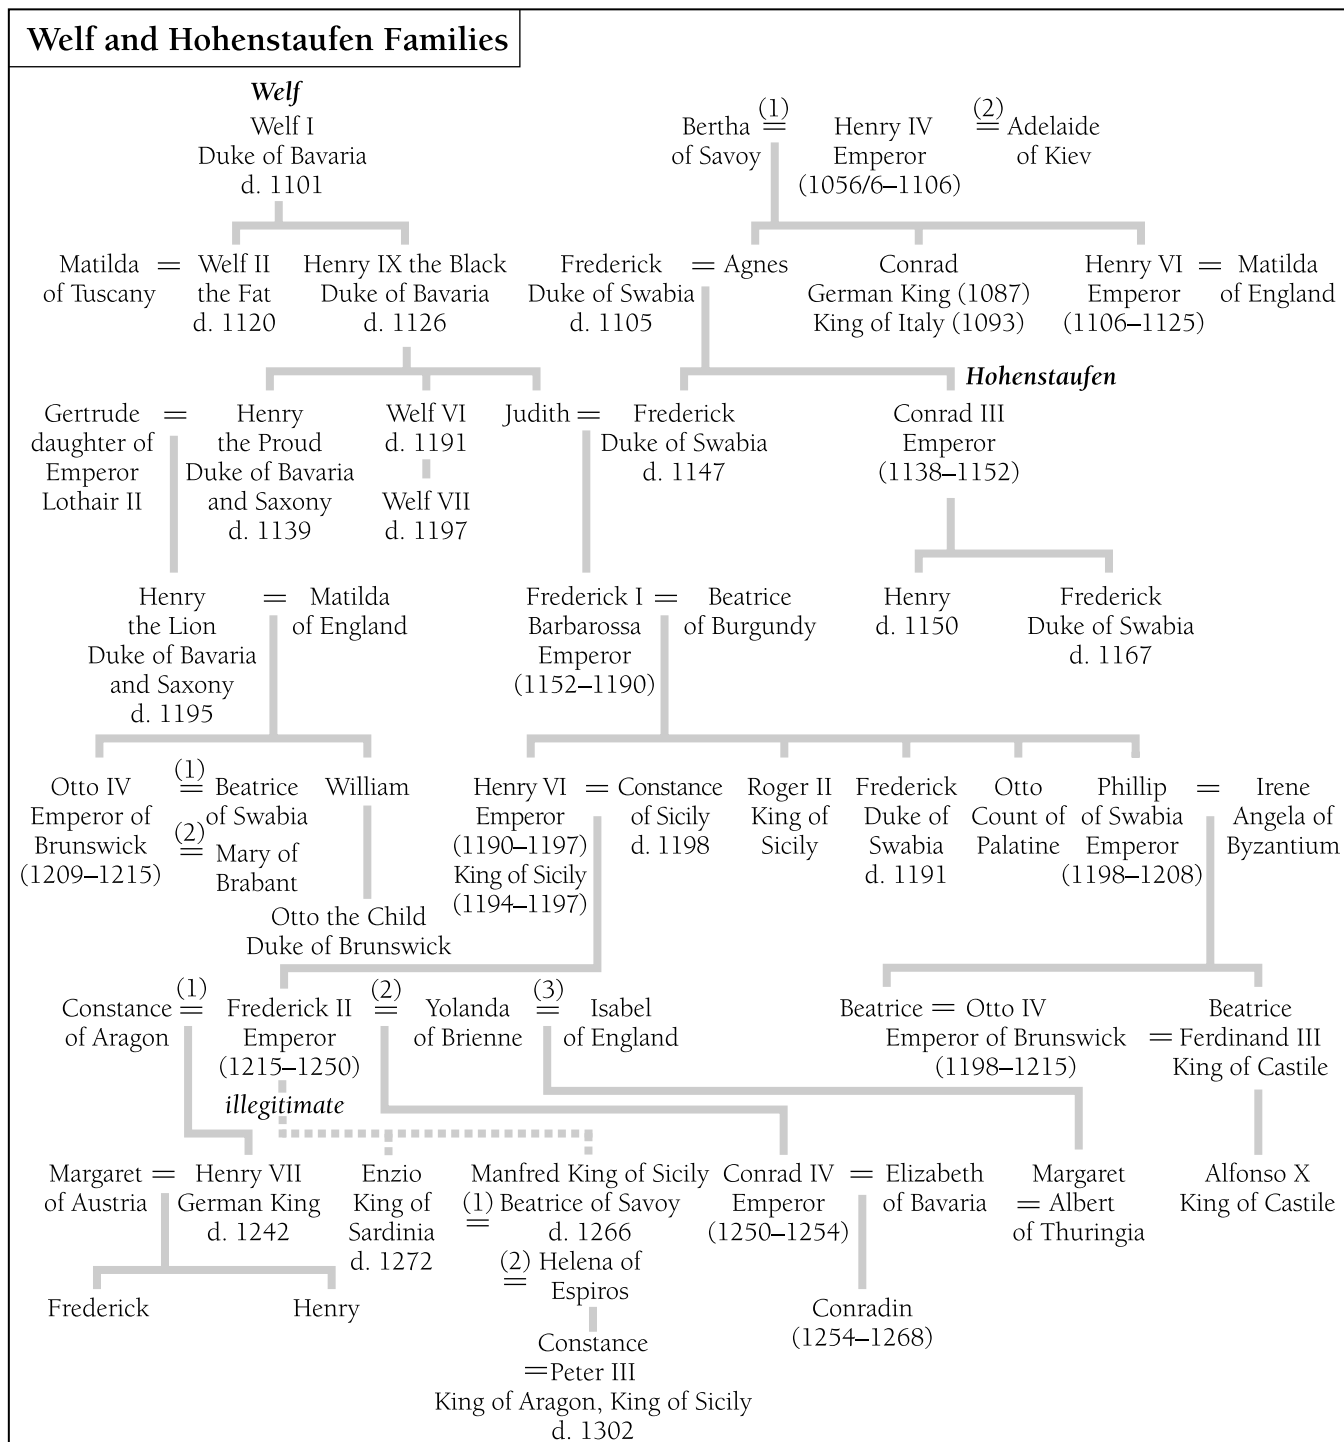 Welf and Hohenstaufen Families
Welf
Welf I
Duke of Bavaria
d. 1101
Bertha
of Savoy
(1)
=
Henry IV
Emperor
(1056/6–1106)
(2)
=
Adelaide
of Kiev
Matilda
of Tuscany
=
Welf II
the Fat
d. 1120
Henry IX the Black
Duke of Bavaria
d. 1126
Frederick
Duke of Swabia
d. 1105
= Agnes
Conrad
German King (1087)
King of Italy (1093)
Henry VI
Emperor
(1106–1125)
=
Matilda
of England
Hohenstaufen
Gertrude
daughter of
Emperor
Lothair II
=
Henry
the Proud
Duke of Bavaria
and Saxony
d. 1139
Welf VI
d. 1191
Welf VII
d. 1197
Judith =
Frederick
Duke of Swabia
d. 1147
Conrad III
Emperor
(1138–1152)
Henry
the Lion
Duke of Bavaria
and Saxony
d. 1195
=
Matilda
of England
Frederick I
Barbarossa
Emperor
(1152–1190)
=
Beatrice
of Burgundy
Henry
d. 1150
Frederick
Duke of Swabia
d. 1167
Otto IV
Emperor of
Brunswick
(1209–1215)
(1)
=
Beatrice
of Swabia
(2)
=
Mary of
Brabant
William
Otto the Child
Duke of Brunswick
Henry VI
Emperor
(1190–1197)
King of Sicily
(1194–1197)
=
Constance
of Sicily
d. 1198
Roger II
King of
Sicily
Frederick
Duke of
Swabia
d. 1191
Otto
Count of
Palatine
Phillip
of Swabia
Emperor
(1198–1208)
=
Irene
Angela of
Byzantium
Constance
of Aragon
(1)
=
Frederick II
Emperor
(1215–1250)
(2)
=
Yolanda
of Brienne
(3)
=
Isabel
of England
Beatrice = Otto IV
Emperor of Brunswick
(1198–1215)
Beatrice
= Ferdinand III
King of Castile
illegitimate
Margaret
of Austria
=
Henry VII
German King
d. 1242
Enzio
King of
Sardinia
d. 1272
Manfred King of Sicily
(1)
=
Beatrice of Savoy
d. 1266
(2)
=
Helena of
Espiros
Conrad IV
Emperor
(1250–1254)
=
Elizabeth
of Bavaria
Margaret
= Albert
of Thuringia
Alfonso X
King of Castile
Frederick
Henry
Conradin
(1254–1268)
Constance
=Peter III
King of Aragon, King of Sicily
d. 1302